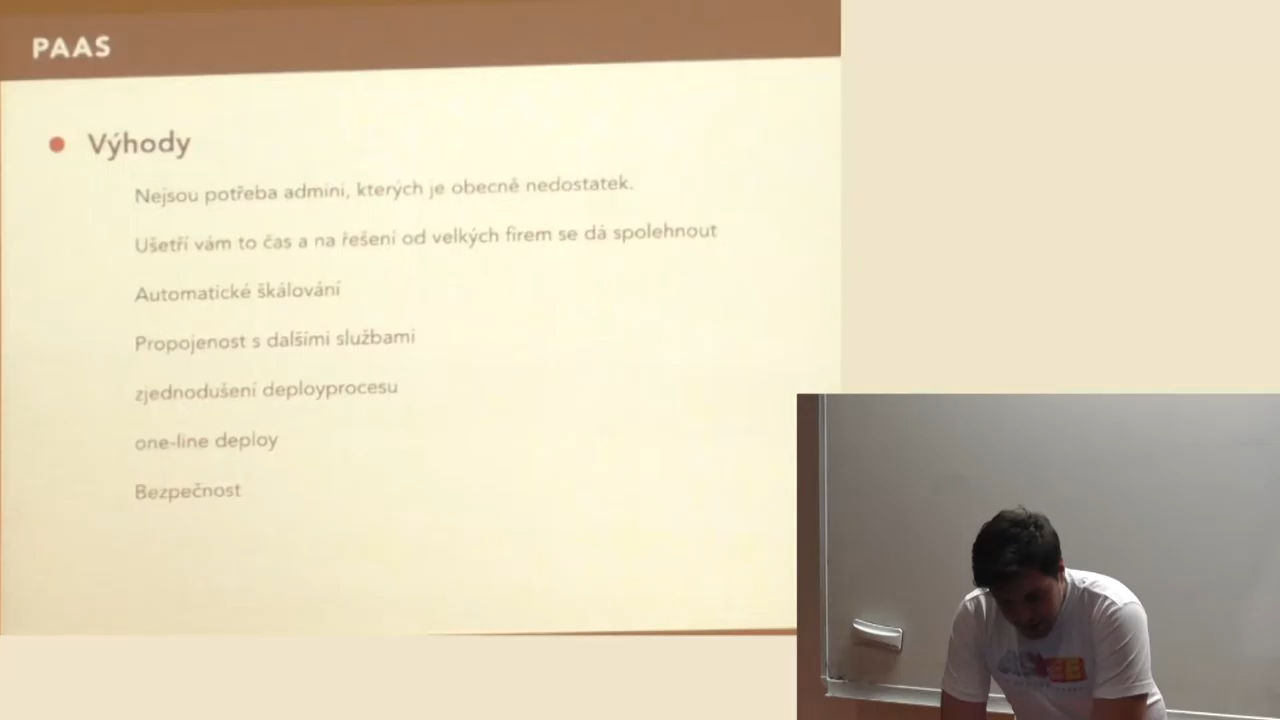 PAAS
Výhody
Nejsou potřeba admini, kterých je obecně nedostatek.
Ušetří vám to čas a na řešení od velkých firem se dá spolehnout
Automatické škálování
Propojenost s dalšími službami
zjednodušení deployprocesu
one-line deploy
Bezpečnost